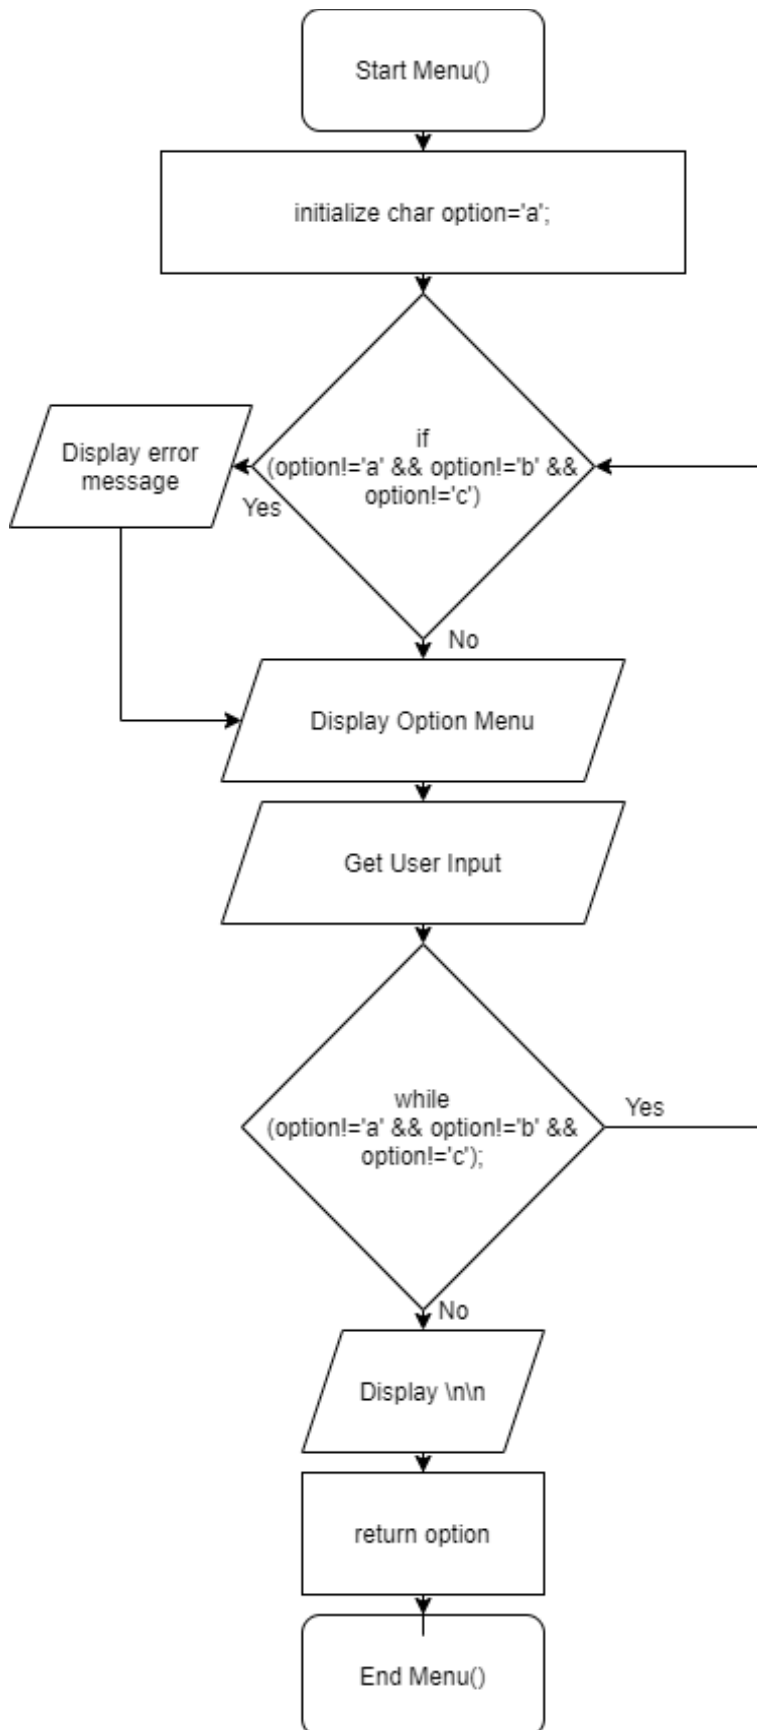 Start Menu()
initialize char option='a';
if
(option!='a' && option!='b' &&
option!='c')
Display error
message
Yes
No
Display Option Menu
Get User Input
while
(option!='a' && option!='b' &&
option!='c');
Yes
No
Display \n\n
return option
End Menu()